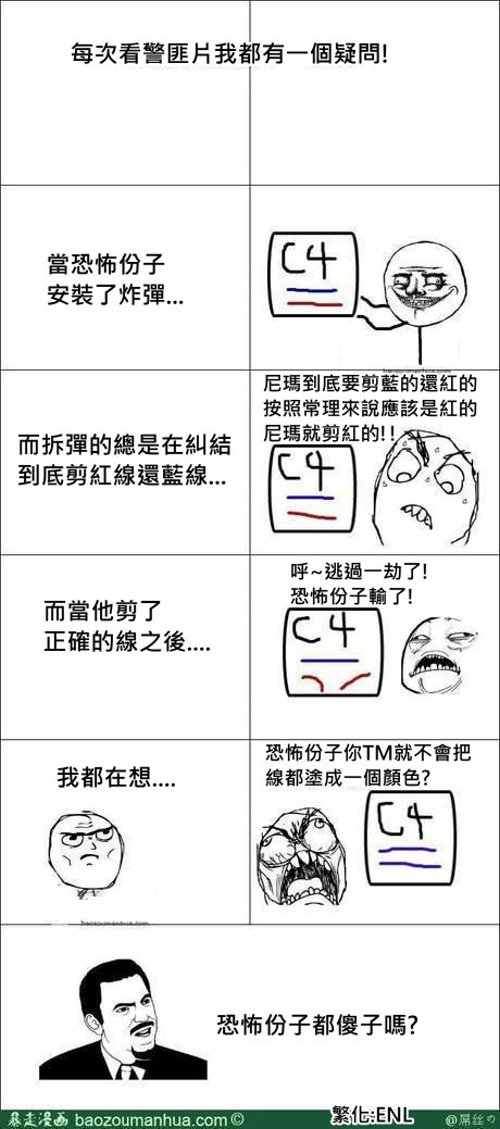 每次看警匪片我都有一個疑問!
當恐怖份子
安裝了炸彈...
C4
hanzoumanhua.com
而拆彈的總是在糾結
到底剪紅線還藍線...
尼瑪到底要剪藍的還紅的
按照常理來說應該是紅的
尼瑪就剪紅的!!
C4
而當他剪了
正確的線之後....
呼~逃過一劫了!
恐怖份子輸了!
C4
我都在想....
恐怖份子你TM就不會把
線都塗成一個顏色?
C4
恐怖份子都傻子嗎?
暴走漫画 baozoumanhua.com ©
繁化:ENL
@屌丝の